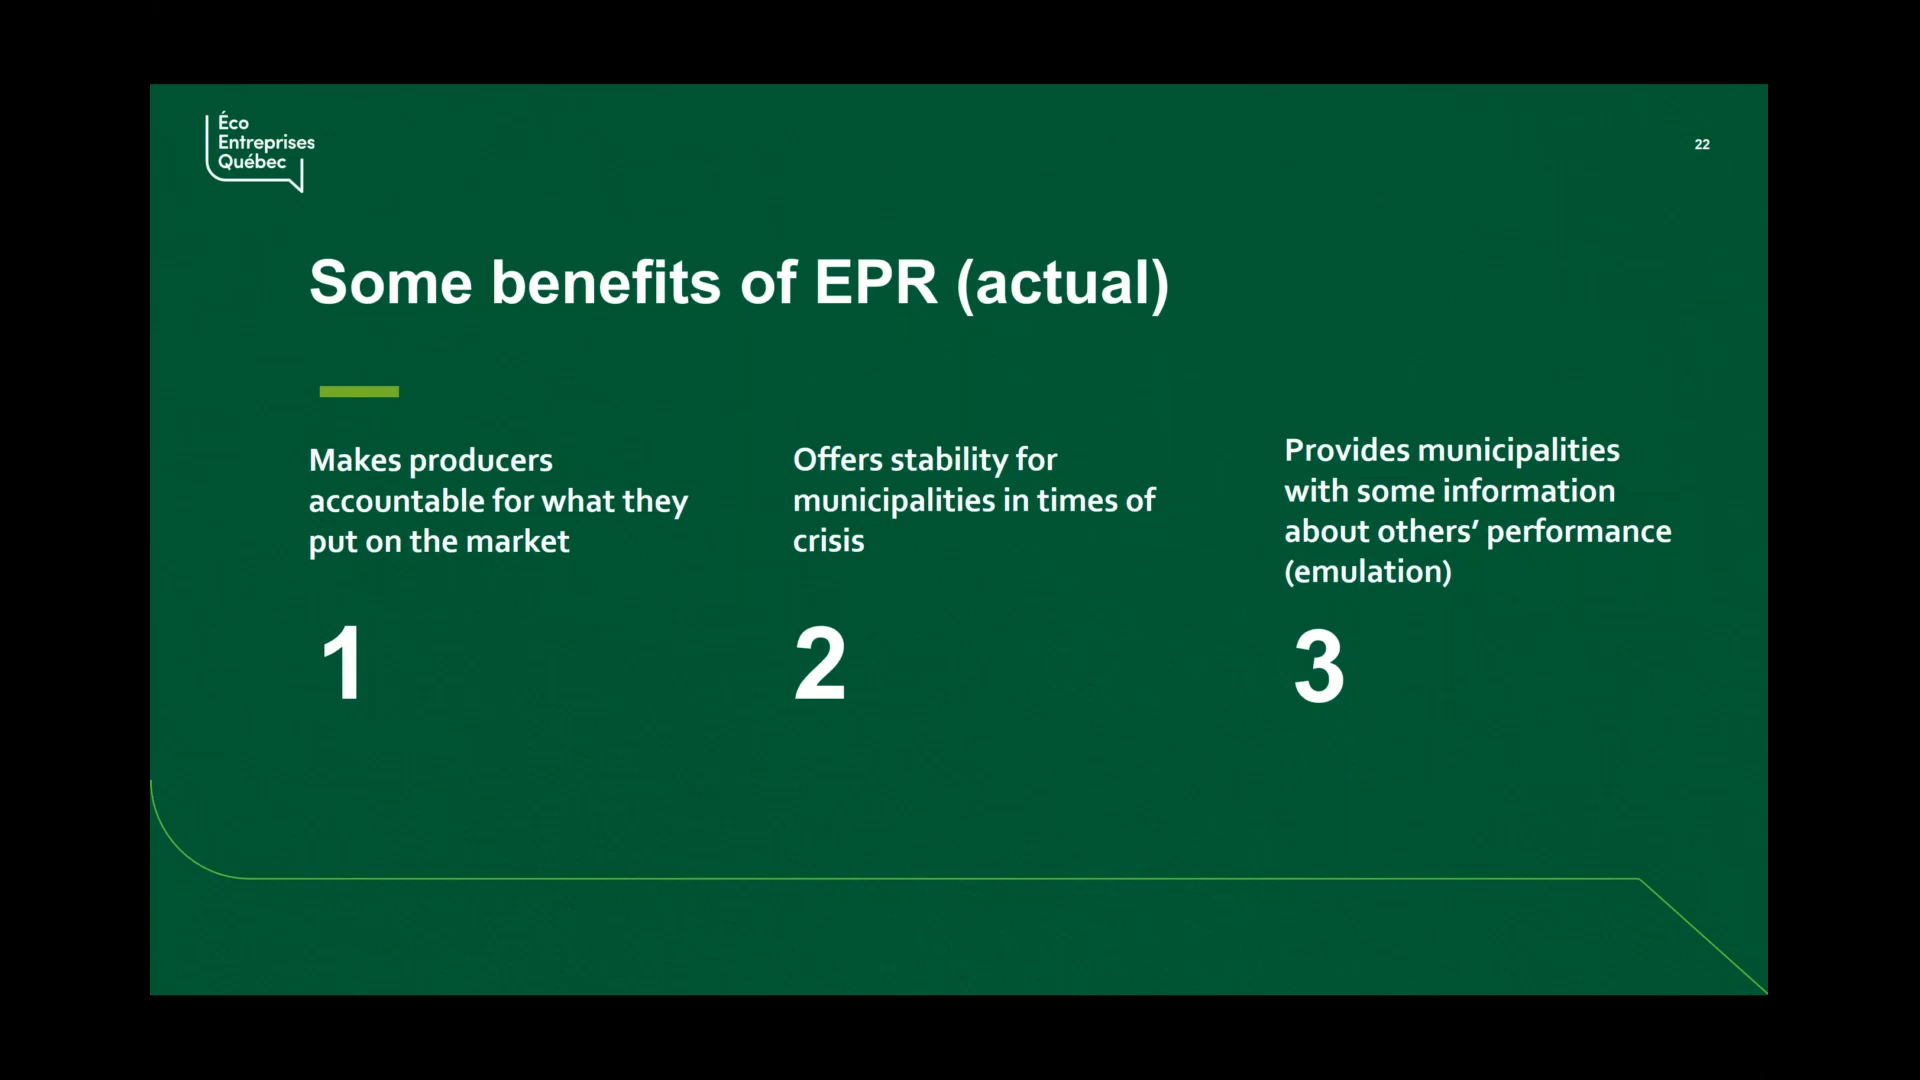 Éco
Entreprises
Québec
22
Some benefits of EPR (actual)
Makes producers
accountable for what they
put on the market
1
Offers stability for
municipalities in times of
crisis
2
Provides municipalities
with some information
about others’ performance
(emulation)
3